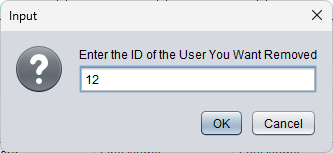 Input
Enter the ID of the User You Want Removed
12
OK
Cancel